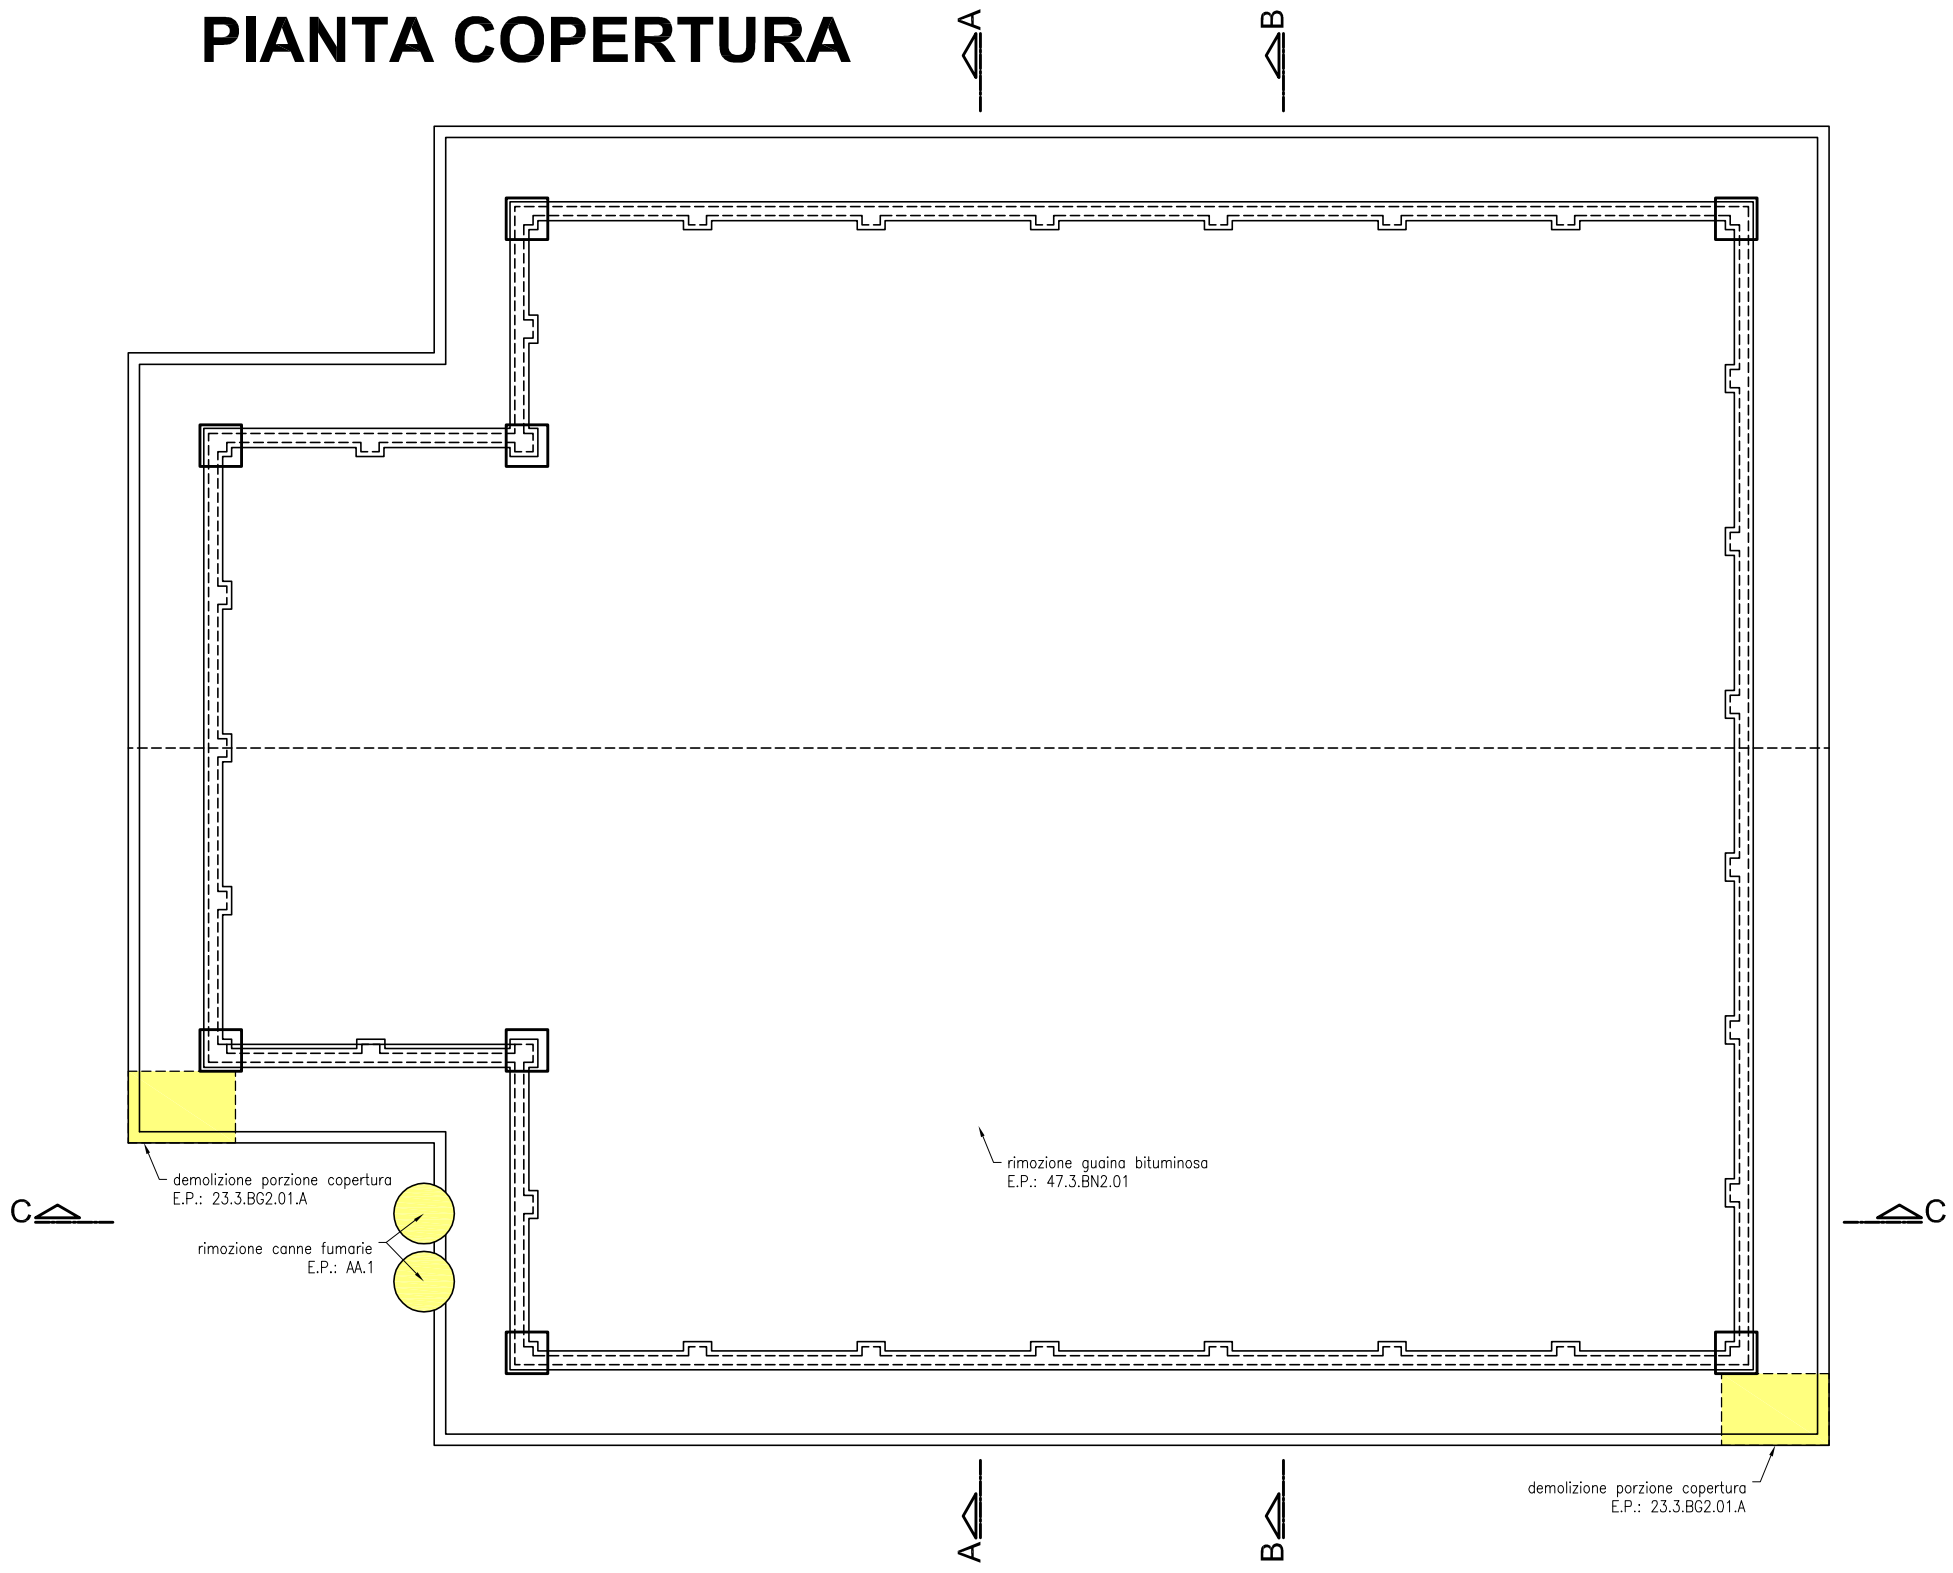 PIANTA COPERTURA
A
B
demolizione porzione copertura
E.P.: 23.3.BG2.01.A
rimozione guaina bituminosa
E.P.: 47.3.BN2.01
C
C
rimozione canne fumarie
E.P.: AA.1
demolizione porzione copertura
E.P.: 23.3.BG2.01.A
A
B